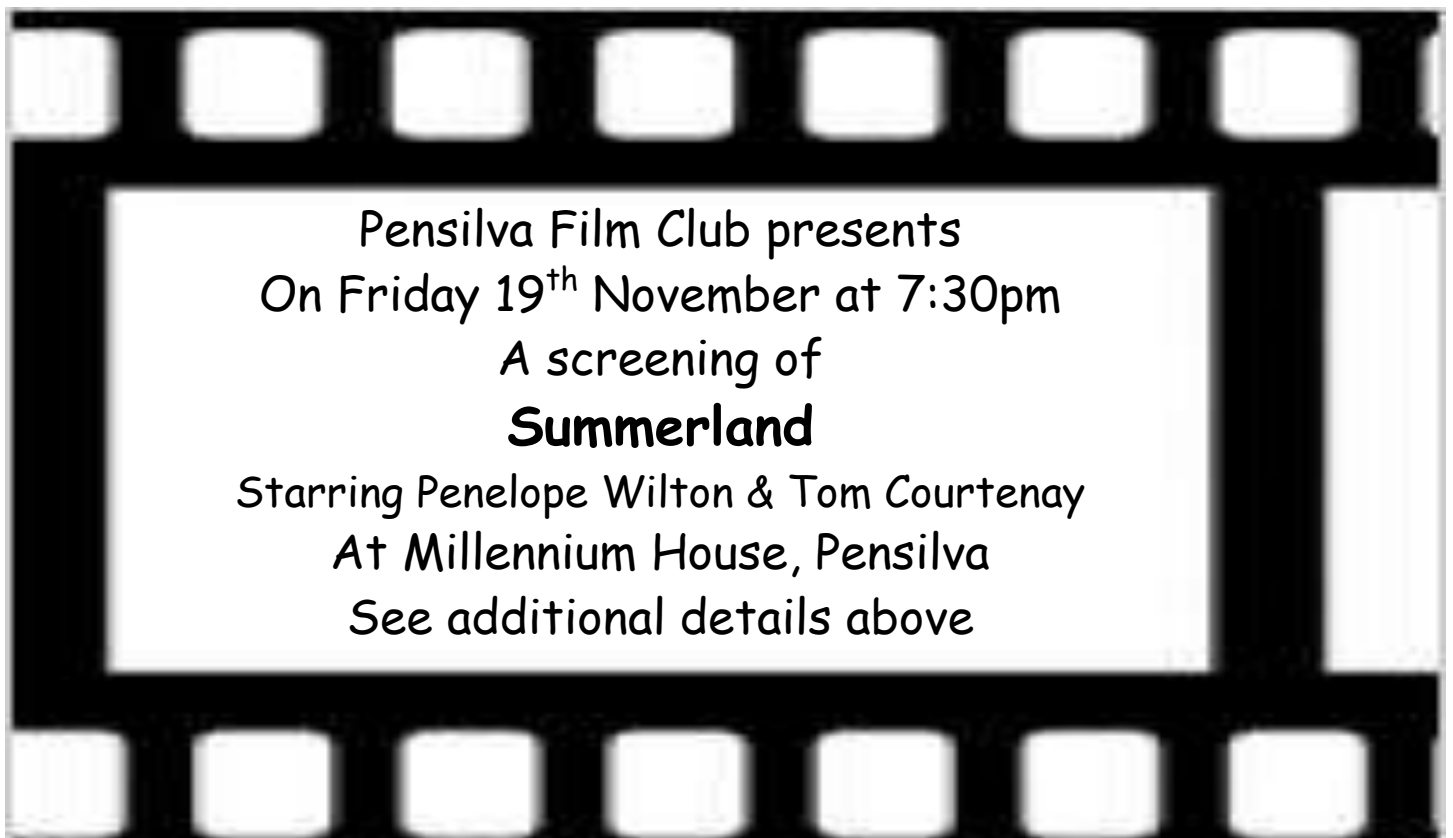 Pensilva Film Club presents
On Friday 19th November at 7:30pm
A screening of
Summerland
Starring Penelope Wilton & Tom Courtenay
At Millennium House, Pensilva
See additional details above